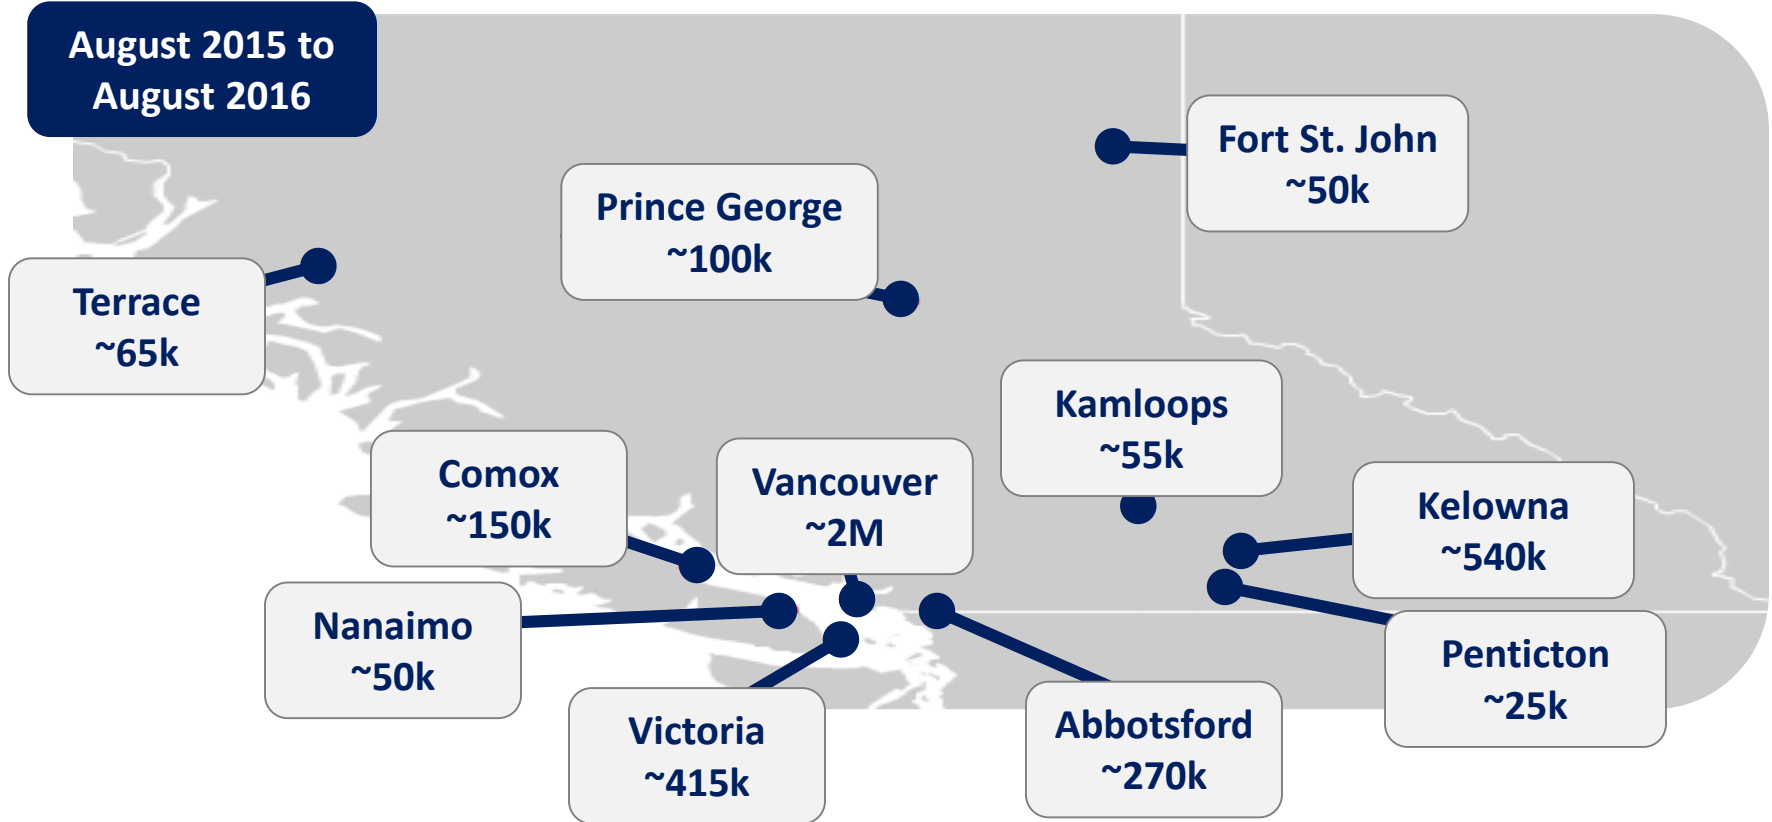 August 2015 to
August 2016
Fort St. John
~50k
Prince George
~100k
Terrace
~65k
Kamloops
~55k
Comox
~150k
Vancouver
~2M
Kelowna
~540k
Nanaimo
~50k
Penticton
~25k
Victoria
~415k
Abbotsford
~270k